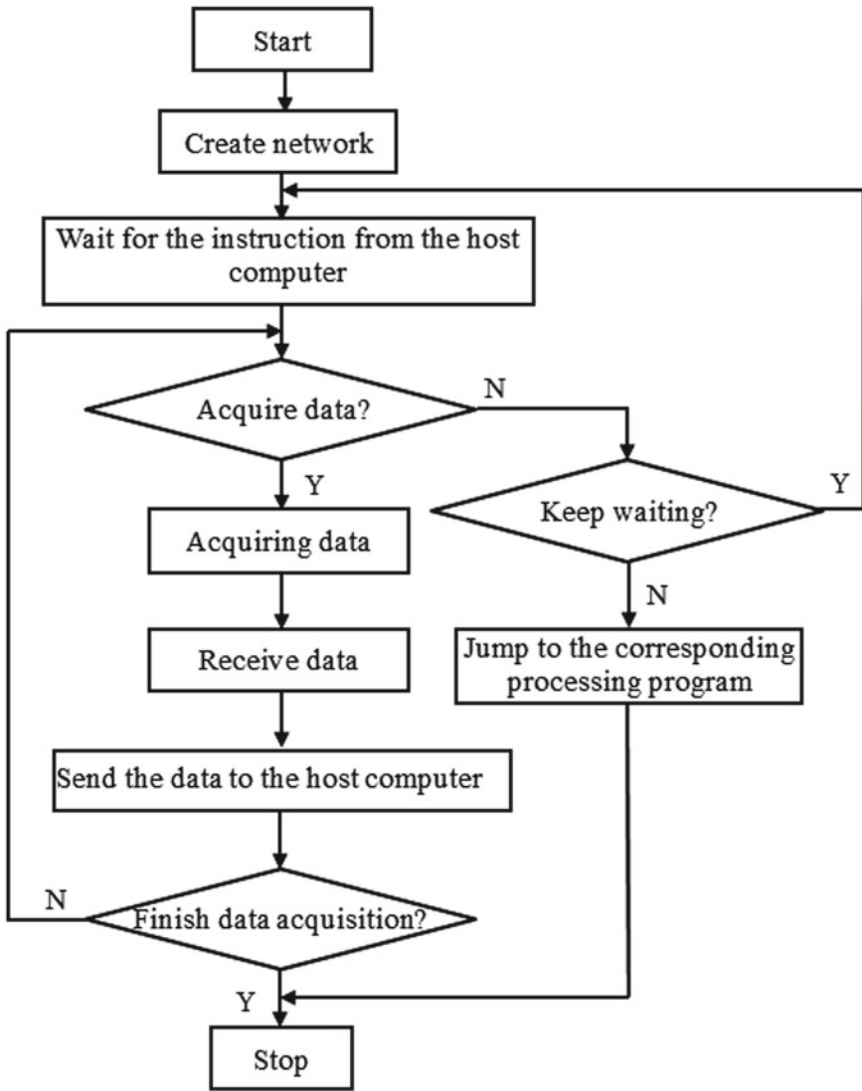 Start
Create network
Wait for the instruction from the host
computer
Acquire data?
N
Y
Keep waiting?
Y
Acquiring data
N
Receive data
Jump to the corresponding
processing program
Send the data to the host computer
N
Finish data acquisition?
Y
Stop